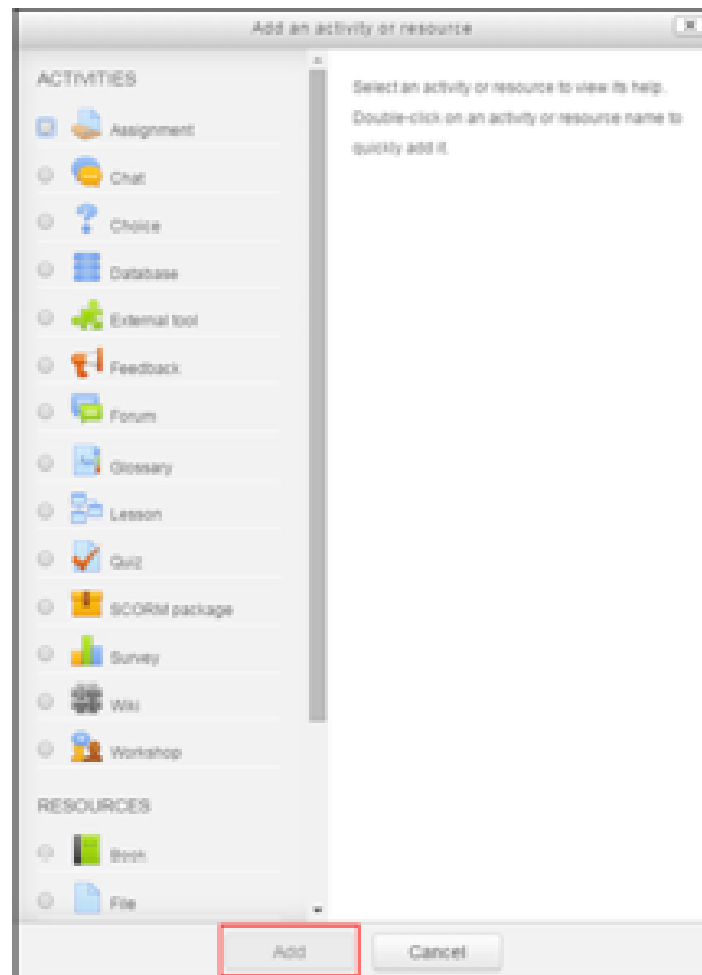 Add an activity or resource
ACTIVITIES
Assignment
Chat
Choice
Database
External tool
Feedback
Forum
Glossary
Lesson
Quiz
SCORM package
Survey
Wiki
Workshop
RESOURCES
Book
File
Select an activity or resource to view its help.
Double-click on an activity or resource name to
quickly add it.
Add
Cancel